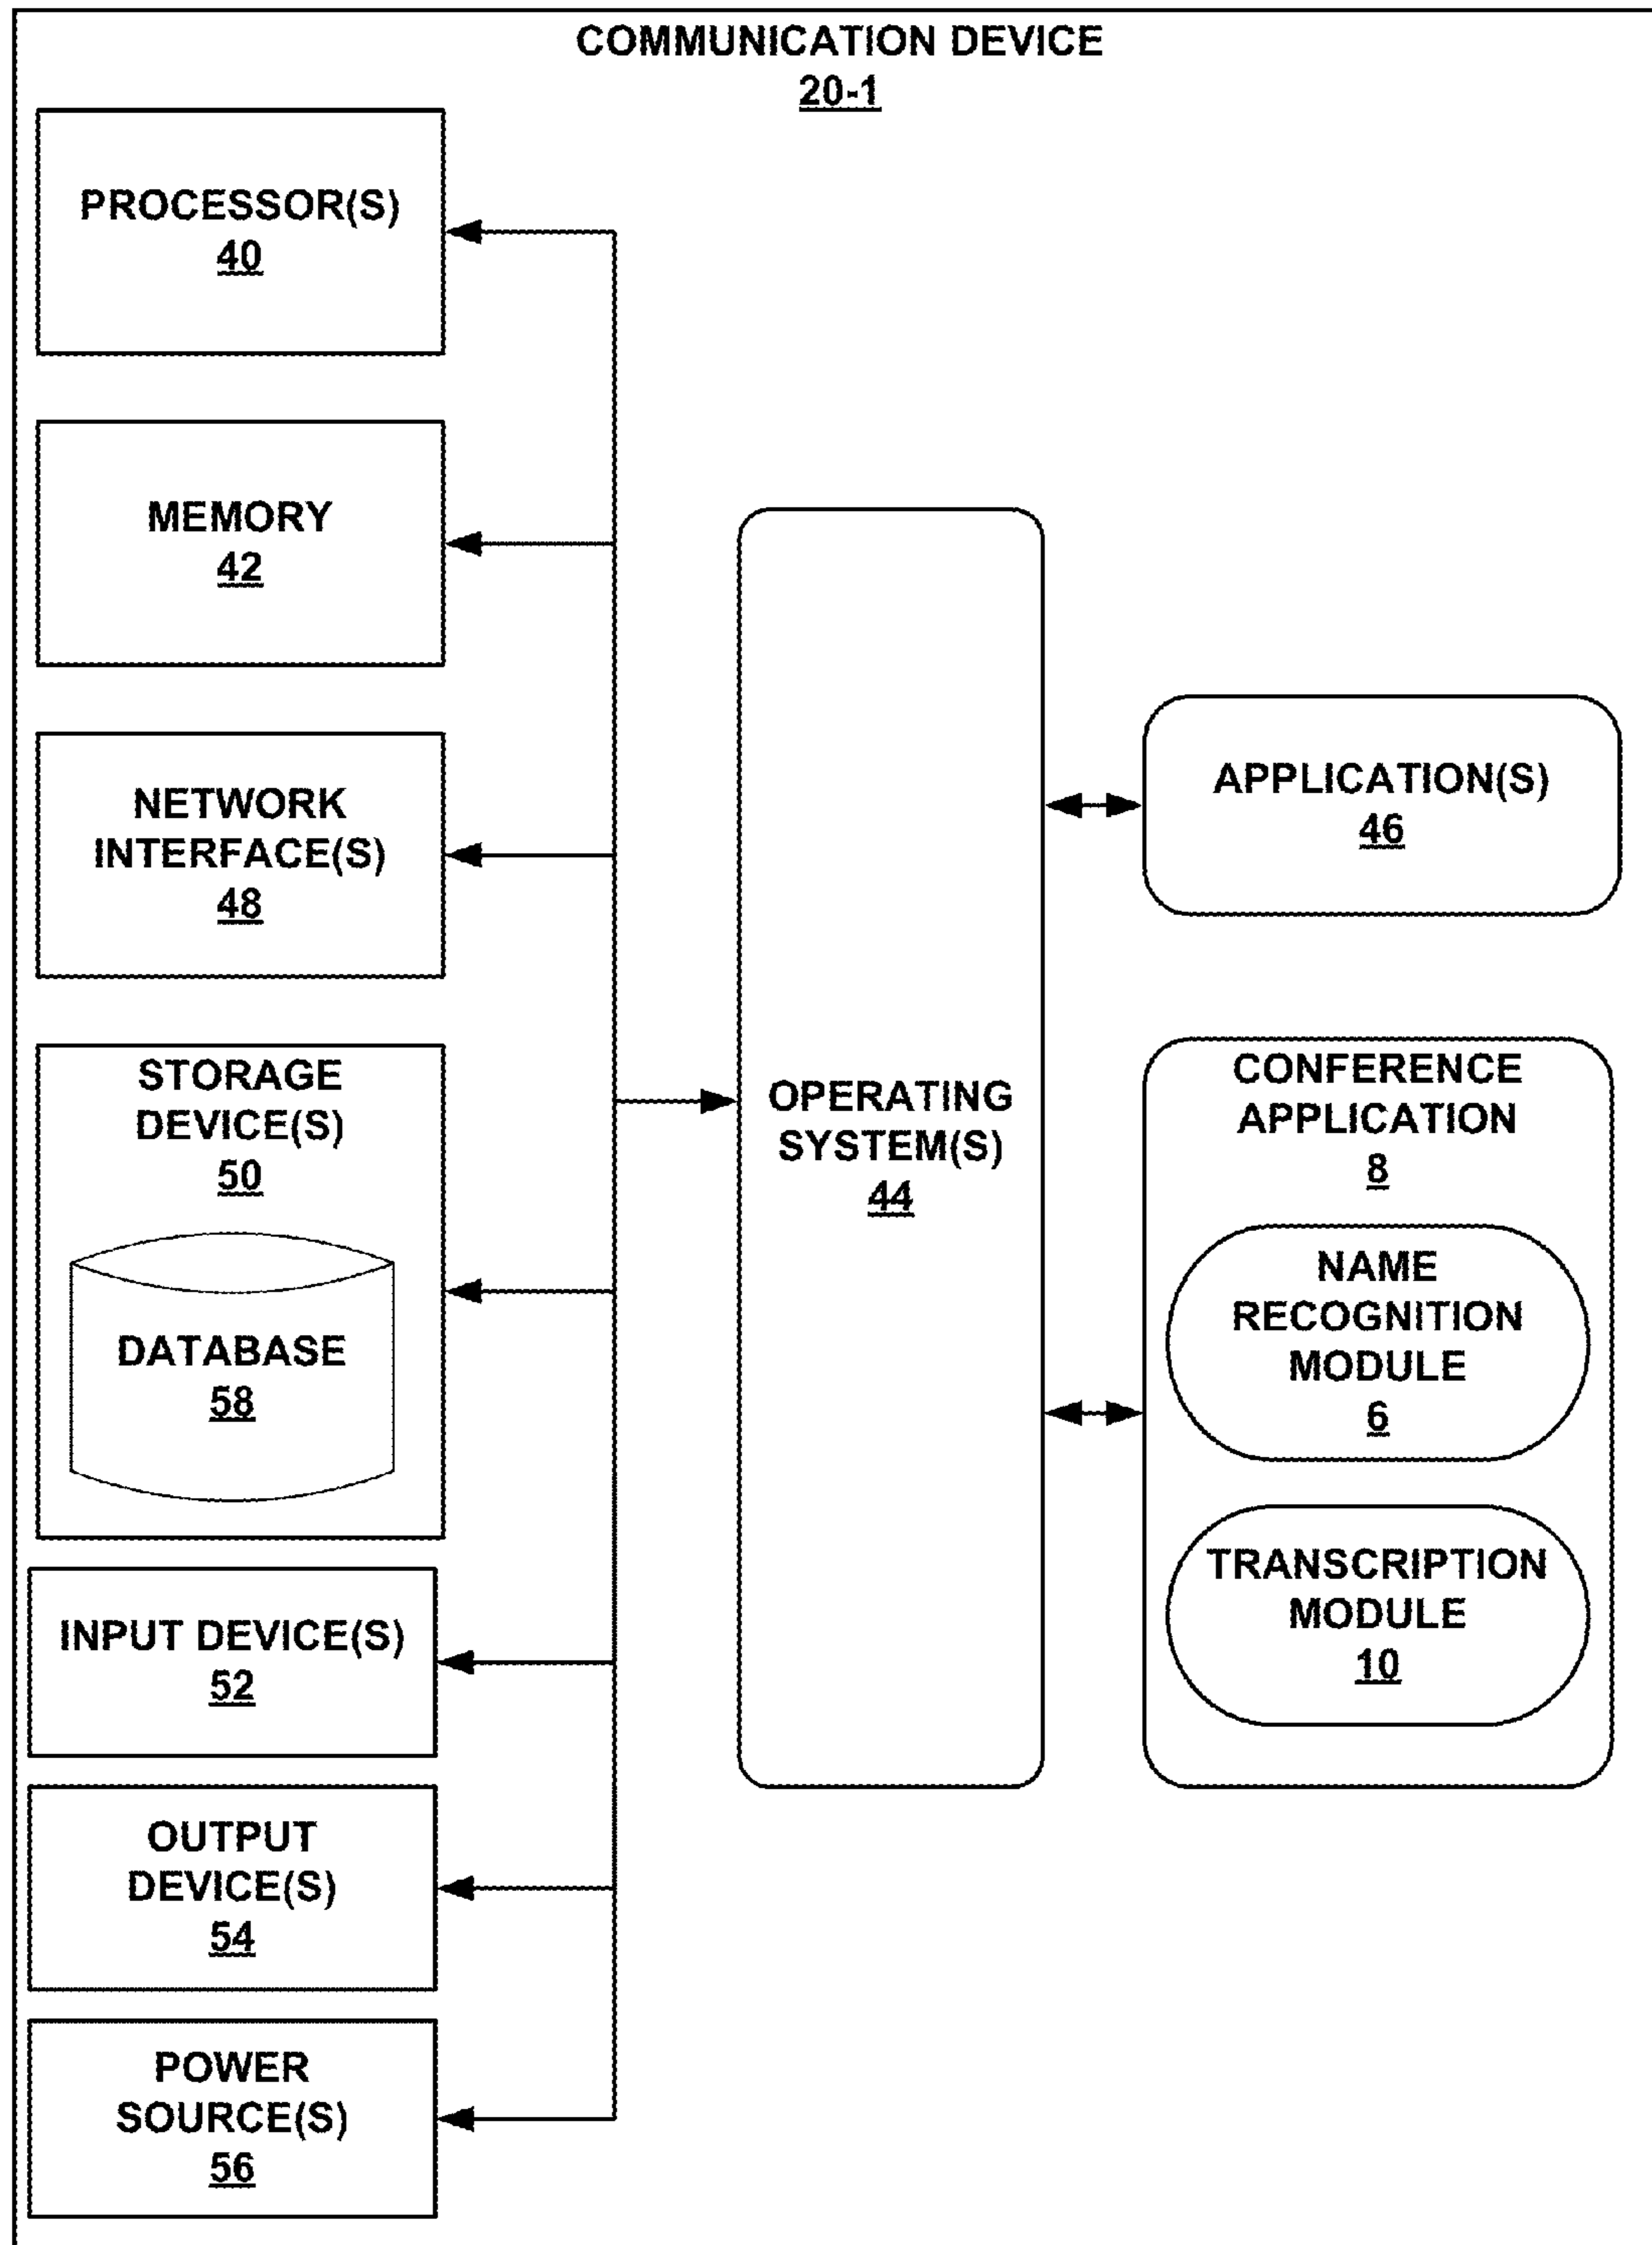 COMMUNICATION DEVICE
20-1
PROCESSOR(S)
40
MEMORY
42
NETWORK
INTERFACE(S)
48
STORAGE
DEVICE(S)
50
DATABASE
58
INPUT DEVICE(S)
52
OUTPUT
DEVICE(S)
54
POWER
SOURCE(S)
56
OPERATING
SYSTEM(S)
44
APPLICATION(S)
46
CONFERENCE
APPLICATION
8
NAME
RECOGNITION
MODULE
6
TRANSCRIPTION
MODULE
10